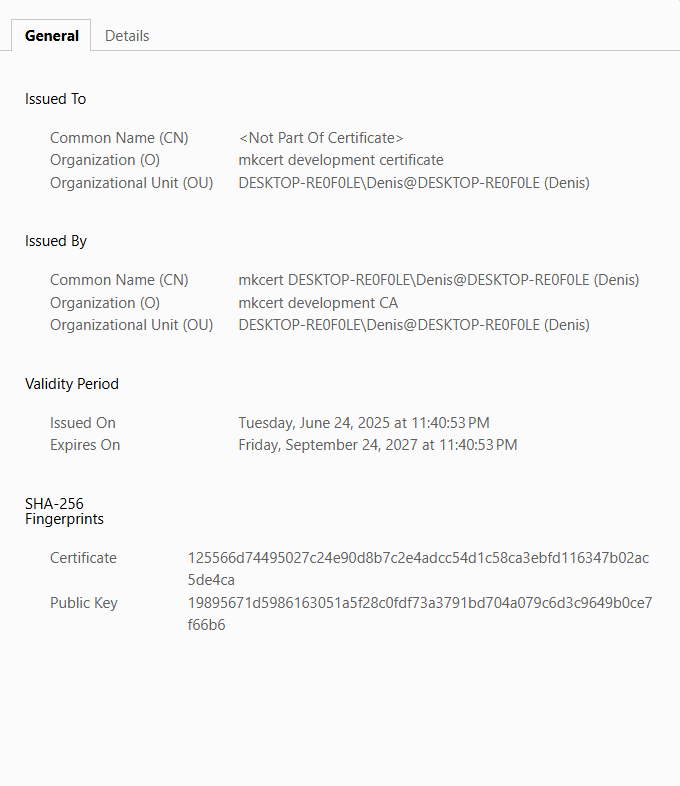 General Details
Issued To
Common Name (CN) <Not Part Of Certificate>
Organization (O) mkcert development certificate
Organizational Unit (OU) DESKTOP-RE0F0LE\Denis@DESKTOP-RE0F0LE (Denis)
Issued By
Common Name (CN) mkcert DESKTOP-RE0F0LE\Denis@DESKTOP-RE0F0LE (Denis)
Organization (O) mkcert development CA
Organizational Unit (OU) DESKTOP-RE0F0LE\Denis@DESKTOP-RE0F0LE (Denis)
Validity Period
Issued On Tuesday, June 24, 2025 at 11:40:53 PM
Expires On Friday, September 24, 2027 at 11:40:53 PM
SHA-256
Fingerprints
Certificate 125566d74495027c24e90d8b7c2e4adcc54d1c58ca3ebfd116347b02ac
5de4ca
Public Key 19895671d5986163051a5f28c0fdf73a3791bd704a079c6d3c9649b0ce7
f66b6